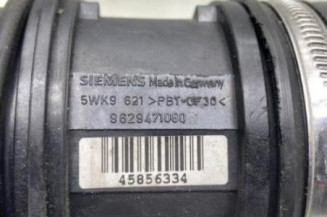 SIEMENS Made in Germany
5WK9 621 >PBT-GF30<
9629471080
45856334